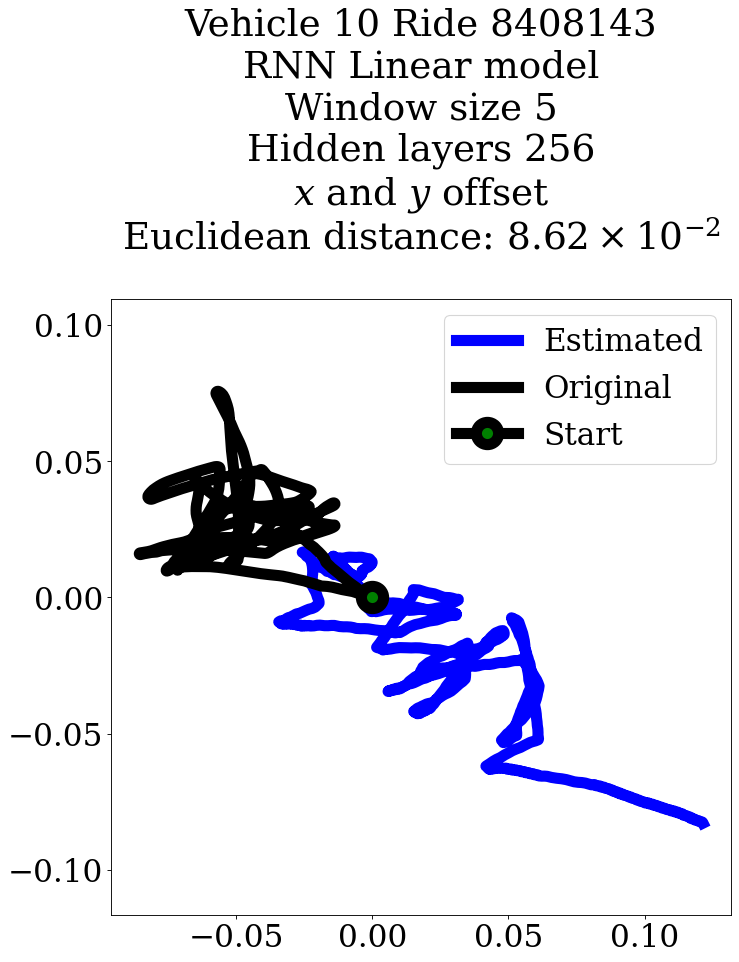 Vehicle 10 Ride 8408143
RNN Linear model
Window size 5
Hidden layers 256
x and y offset
Euclidean distance: 8.62 × 10⁻²
Estimated
Original
Start
0.10
0.05
0.00
−0.05
−0.10
−0.05 0.00 0.05 0.10